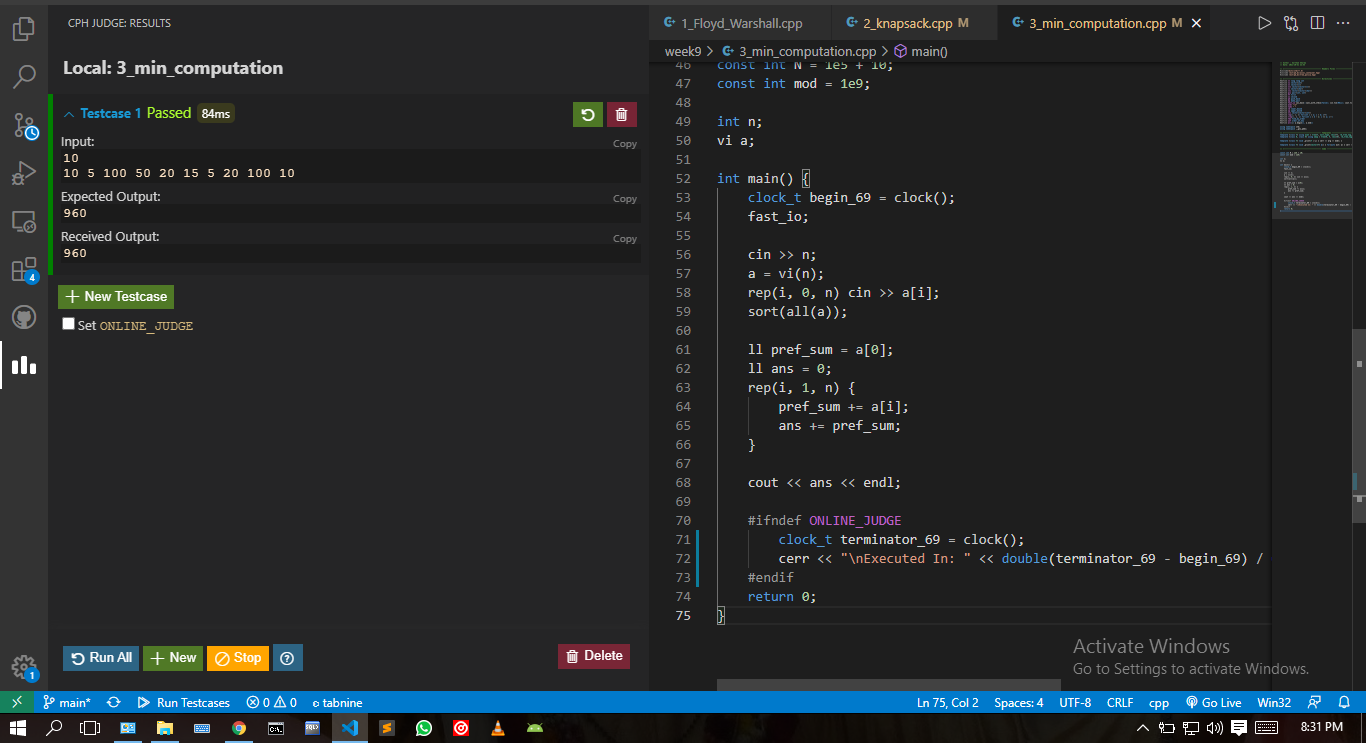 CPH JUDGE: RESULTS
Local: 3_min_computation
Testcase 1 Passed 84ms
Input:
Copy
10
10 5 100 50 20 15 5 20 100 10
Expected Output:
Copy
960
Received Output:
Copy
960
New Testcase
Set ONLINE_JUDGE
Run All
New
Stop
Delete
4
1
1_Floyd_Warshall.cpp
2_knapsack.cpp M
3_min_computation.cpp M
week9 > 3_min_computation.cpp > main()
46 const int N = 1e5 + 10;
47 const int mod = 1e9;
48
49 int n;
50 vi a;
51
52 int main() {
53 clock_t begin_69 = clock();
54 fast_io;
55
56 cin >> n;
57 a = vi(n);
58 rep(i, 0, n) cin >> a[i];
59 sort(all(a));
60
61 ll pref_sum = a[0];
62 ll ans = 0;
63 rep(i, 1, n) {
64 pref_sum += a[i];
65 ans += pref_sum;
66 }
67
68 cout << ans << endl;
69
70 #ifndef ONLINE_JUDGE
71 clock_t terminator_69 = clock();
72 cerr << "\nExecuted In: " << double(terminator_69 - begin_69) /
73 #endif
74 return 0;
75 }
Activate Windows
Go to Settings to activate Windows.
main* Run Testcases 0 0 tabnine
Ln 75, Col 2 Spaces: 4 UTF-8 CRLF cpp Go Live Win32
8:31 PM